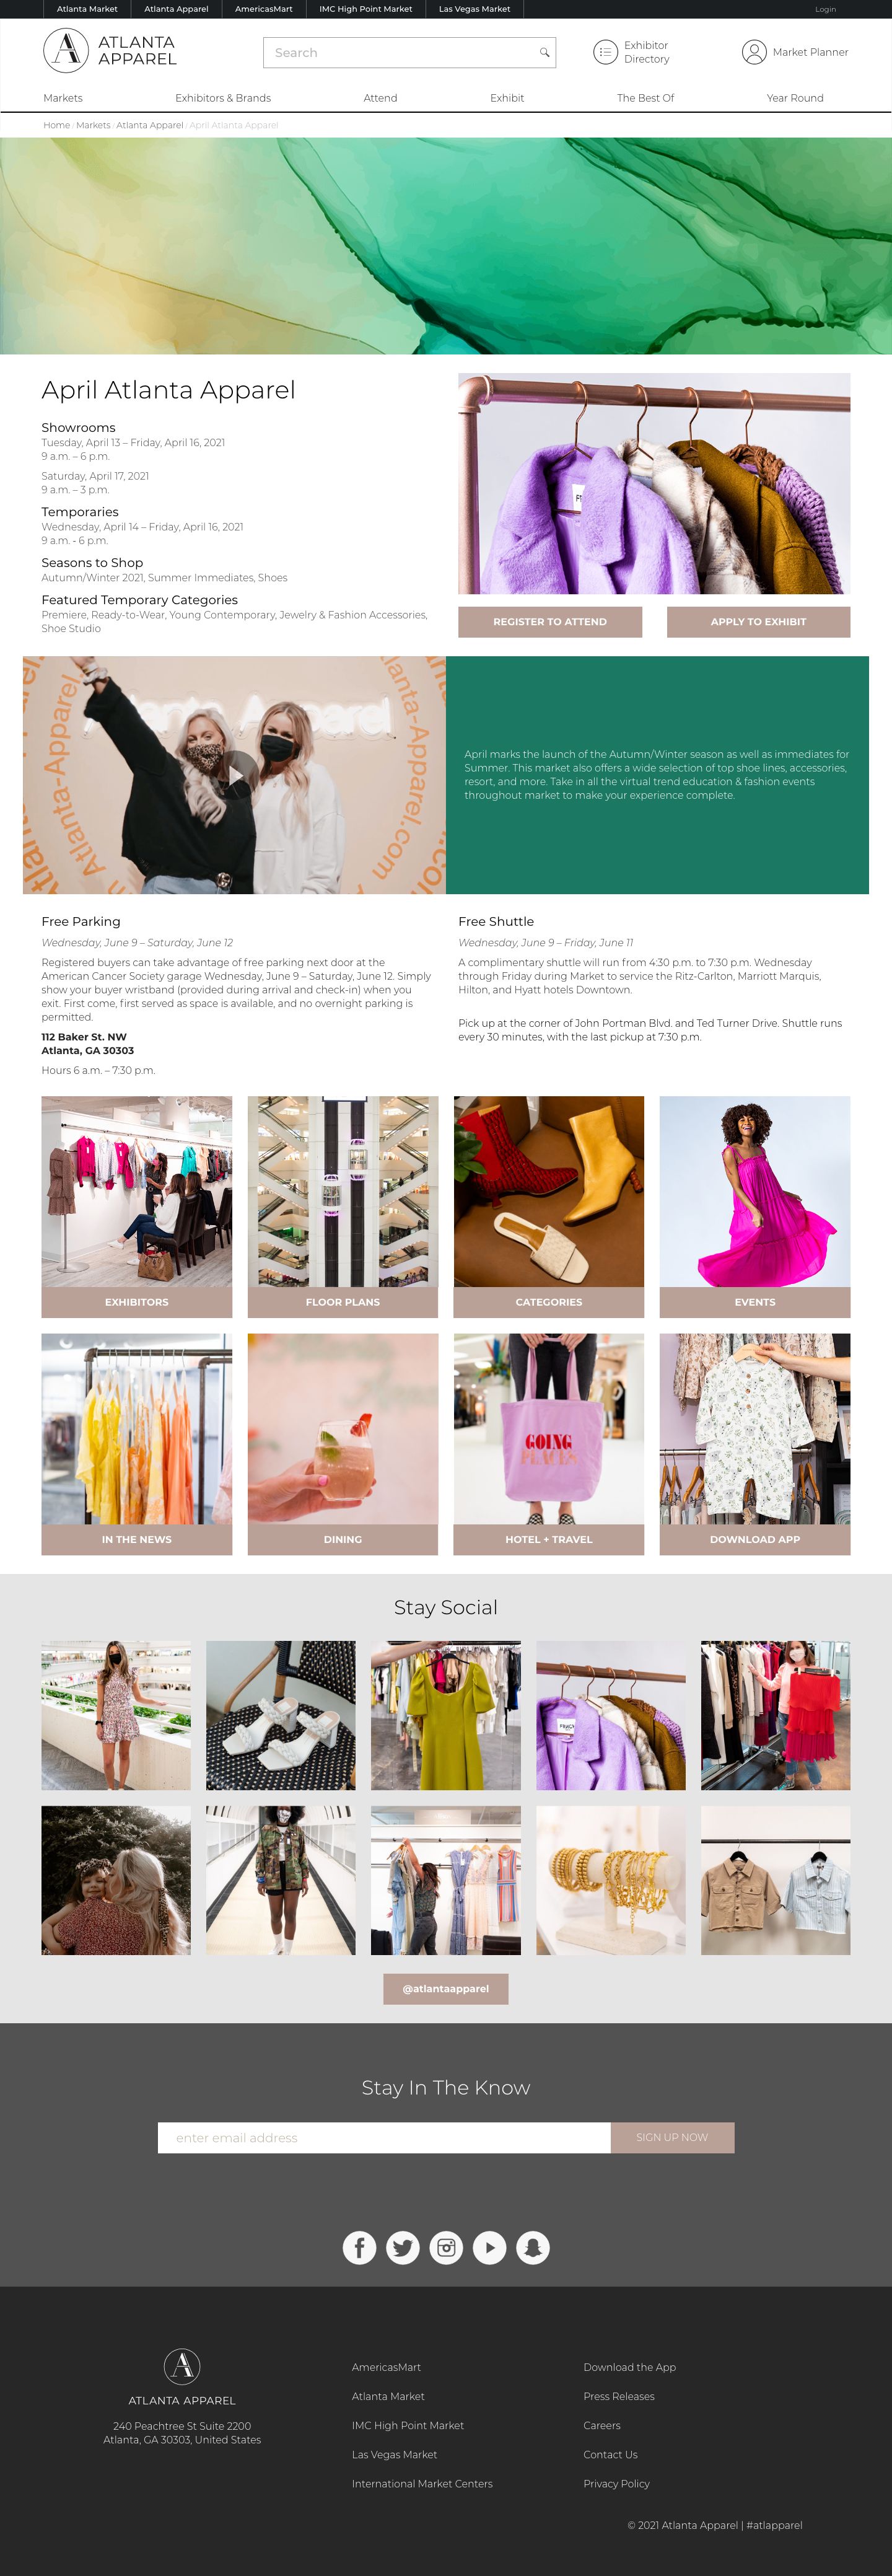 Atlanta Market
Atlanta Apparel
AmericasMart
IMC High Point Market
Las Vegas Market
Login
ATLANTA
APPAREL
Search
Exhibitor
Directory
Market Planner
Markets
Exhibitors & Brands
Attend
Exhibit
The Best Of
Year Round
Home / Markets / Atlanta Apparel / April Atlanta Apparel
April Atlanta Apparel
Showrooms
Tuesday, April 13 – Friday, April 16, 2021
9 a.m. – 6 p.m.
Saturday, April 17, 2021
9 a.m. – 3 p.m.
Temporaries
Wednesday, April 14 – Friday, April 16, 2021
9 a.m. - 6 p.m.
Seasons to Shop
Autumn/Winter 2021, Summer Immediates, Shoes
Featured Temporary Categories
Premiere, Ready-to-Wear, Young Contemporary, Jewelry & Fashion Accessories,
Shoe Studio
REGISTER TO ATTEND
APPLY TO EXHIBIT
Atlanta-Apparel
Apparel
Atlanta-Apparel.com
April marks the launch of the Autumn/Winter season as well as immediates for
Summer. This market also offers a wide selection of top shoe lines, accessories,
resort, and more. Take in all the virtual trend education & fashion events
throughout market to make your experience complete.
Free Parking
Wednesday, June 9 – Saturday, June 12
Registered buyers can take advantage of free parking next door at the
American Cancer Society garage Wednesday, June 9 – Saturday, June 12. Simply
show your buyer wristband (provided during arrival and check-in) when you
exit. First come, first served as space is available, and no overnight parking is
permitted.
112 Baker St. NW
Atlanta, GA 30303
Hours 6 a.m. – 7:30 p.m.
Free Shuttle
Wednesday, June 9 – Friday, June 11
A complimentary shuttle will run from 4:30 p.m. to 7:30 p.m. Wednesday
through Friday during Market to service the Ritz-Carlton, Marriott Marquis,
Hilton, and Hyatt hotels Downtown.
Pick up at the corner of John Portman Blvd. and Ted Turner Drive. Shuttle runs
every 30 minutes, with the last pickup at 7:30 p.m.
EXHIBITORS
FLOOR PLANS
CATEGORIES
EVENTS
GOING
PLACES
IN THE NEWS
DINING
HOTEL + TRAVEL
DOWNLOAD APP
Stay Social
@atlantaapparel
Stay In The Know
enter email address
SIGN UP NOW
ATLANTA APPAREL
240 Peachtree St Suite 2200
Atlanta, GA 30303, United States
AmericasMart
Atlanta Market
IMC High Point Market
Las Vegas Market
International Market Centers
Download the App
Press Releases
Careers
Contact Us
Privacy Policy
© 2021 Atlanta Apparel | #atlapparel